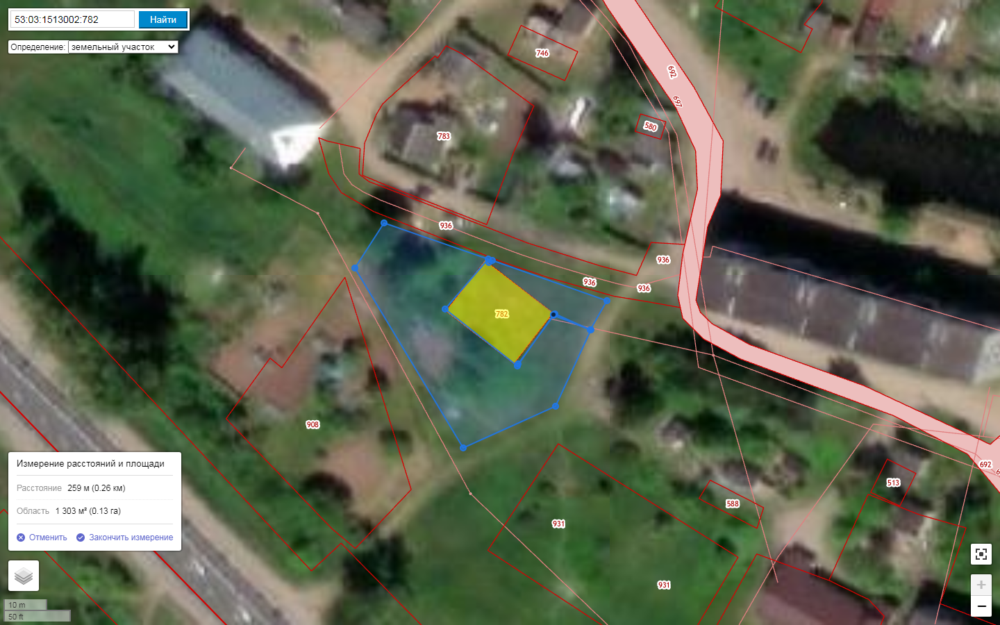 53:03:1513002:782
Найти
Определение: земельный участок
746
692
697
580
783
936
936
936
936
782
908
692
513
588
931
931
Измерение расстояний и площади
Расстояние 259 м (0.26 км)
Область 1 303 м² (0.13 га)
Отменить
Закончить измерение
10 m
50 ft